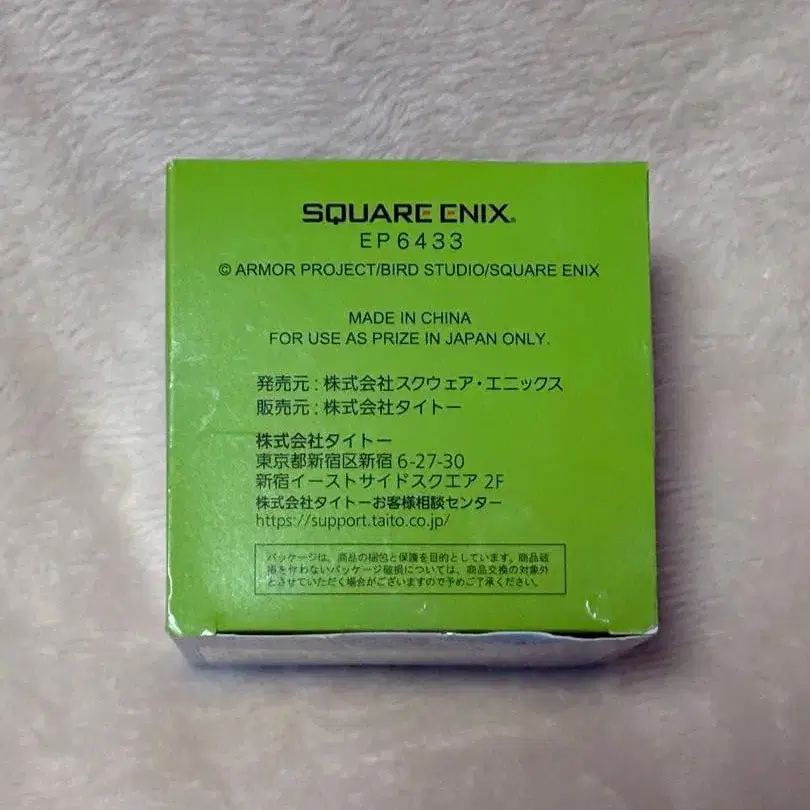 SQUARE ENIX®
EP6433
© ARMOR PROJECT/BIRD STUDIO/SQUARE ENIX
MADE IN CHINA
FOR USE AS PRIZE IN JAPAN ONLY.
発売元:株式会社スクウェア・エニックス
販売元:株式会社タイトー
株式会社タイトー
東京都新宿区新宿 6-27-30
新宿イーストサイドスクエア 2F
株式会社タイトーお客様相談センター
https://support.taito.co.jp/
パッケージは、商品の梱包と保護を目的としています。商品破
損を伴わないパッケージ破損については、商品交換の対象外
とさせていただく場合がございますので予めご了承ください。